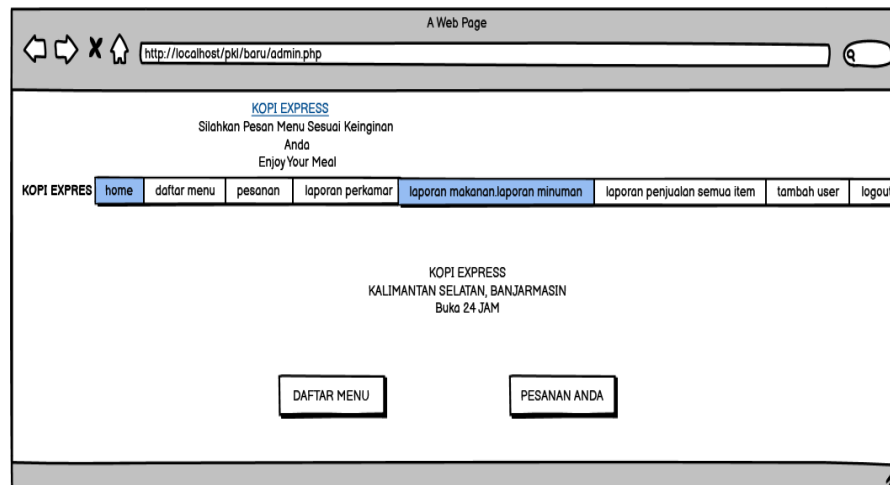 A Web Page
http://localhost/pkl/baru/admin.php
KOPI EXPRESS
Silahkan Pesan Menu Sesuai Keinginan
Anda
Enjoy Your Meal
KOPI EXPRES home daftar menu pesanan laporan perkamar laporan makanan.laporan minuman laporan penjualan semua item tambah user logout
KOPI EXPRESS
KALIMANTAN SELATAN, BANJARMASIN
Buka 24 JAM
DAFTAR MENU PESANAN ANDA